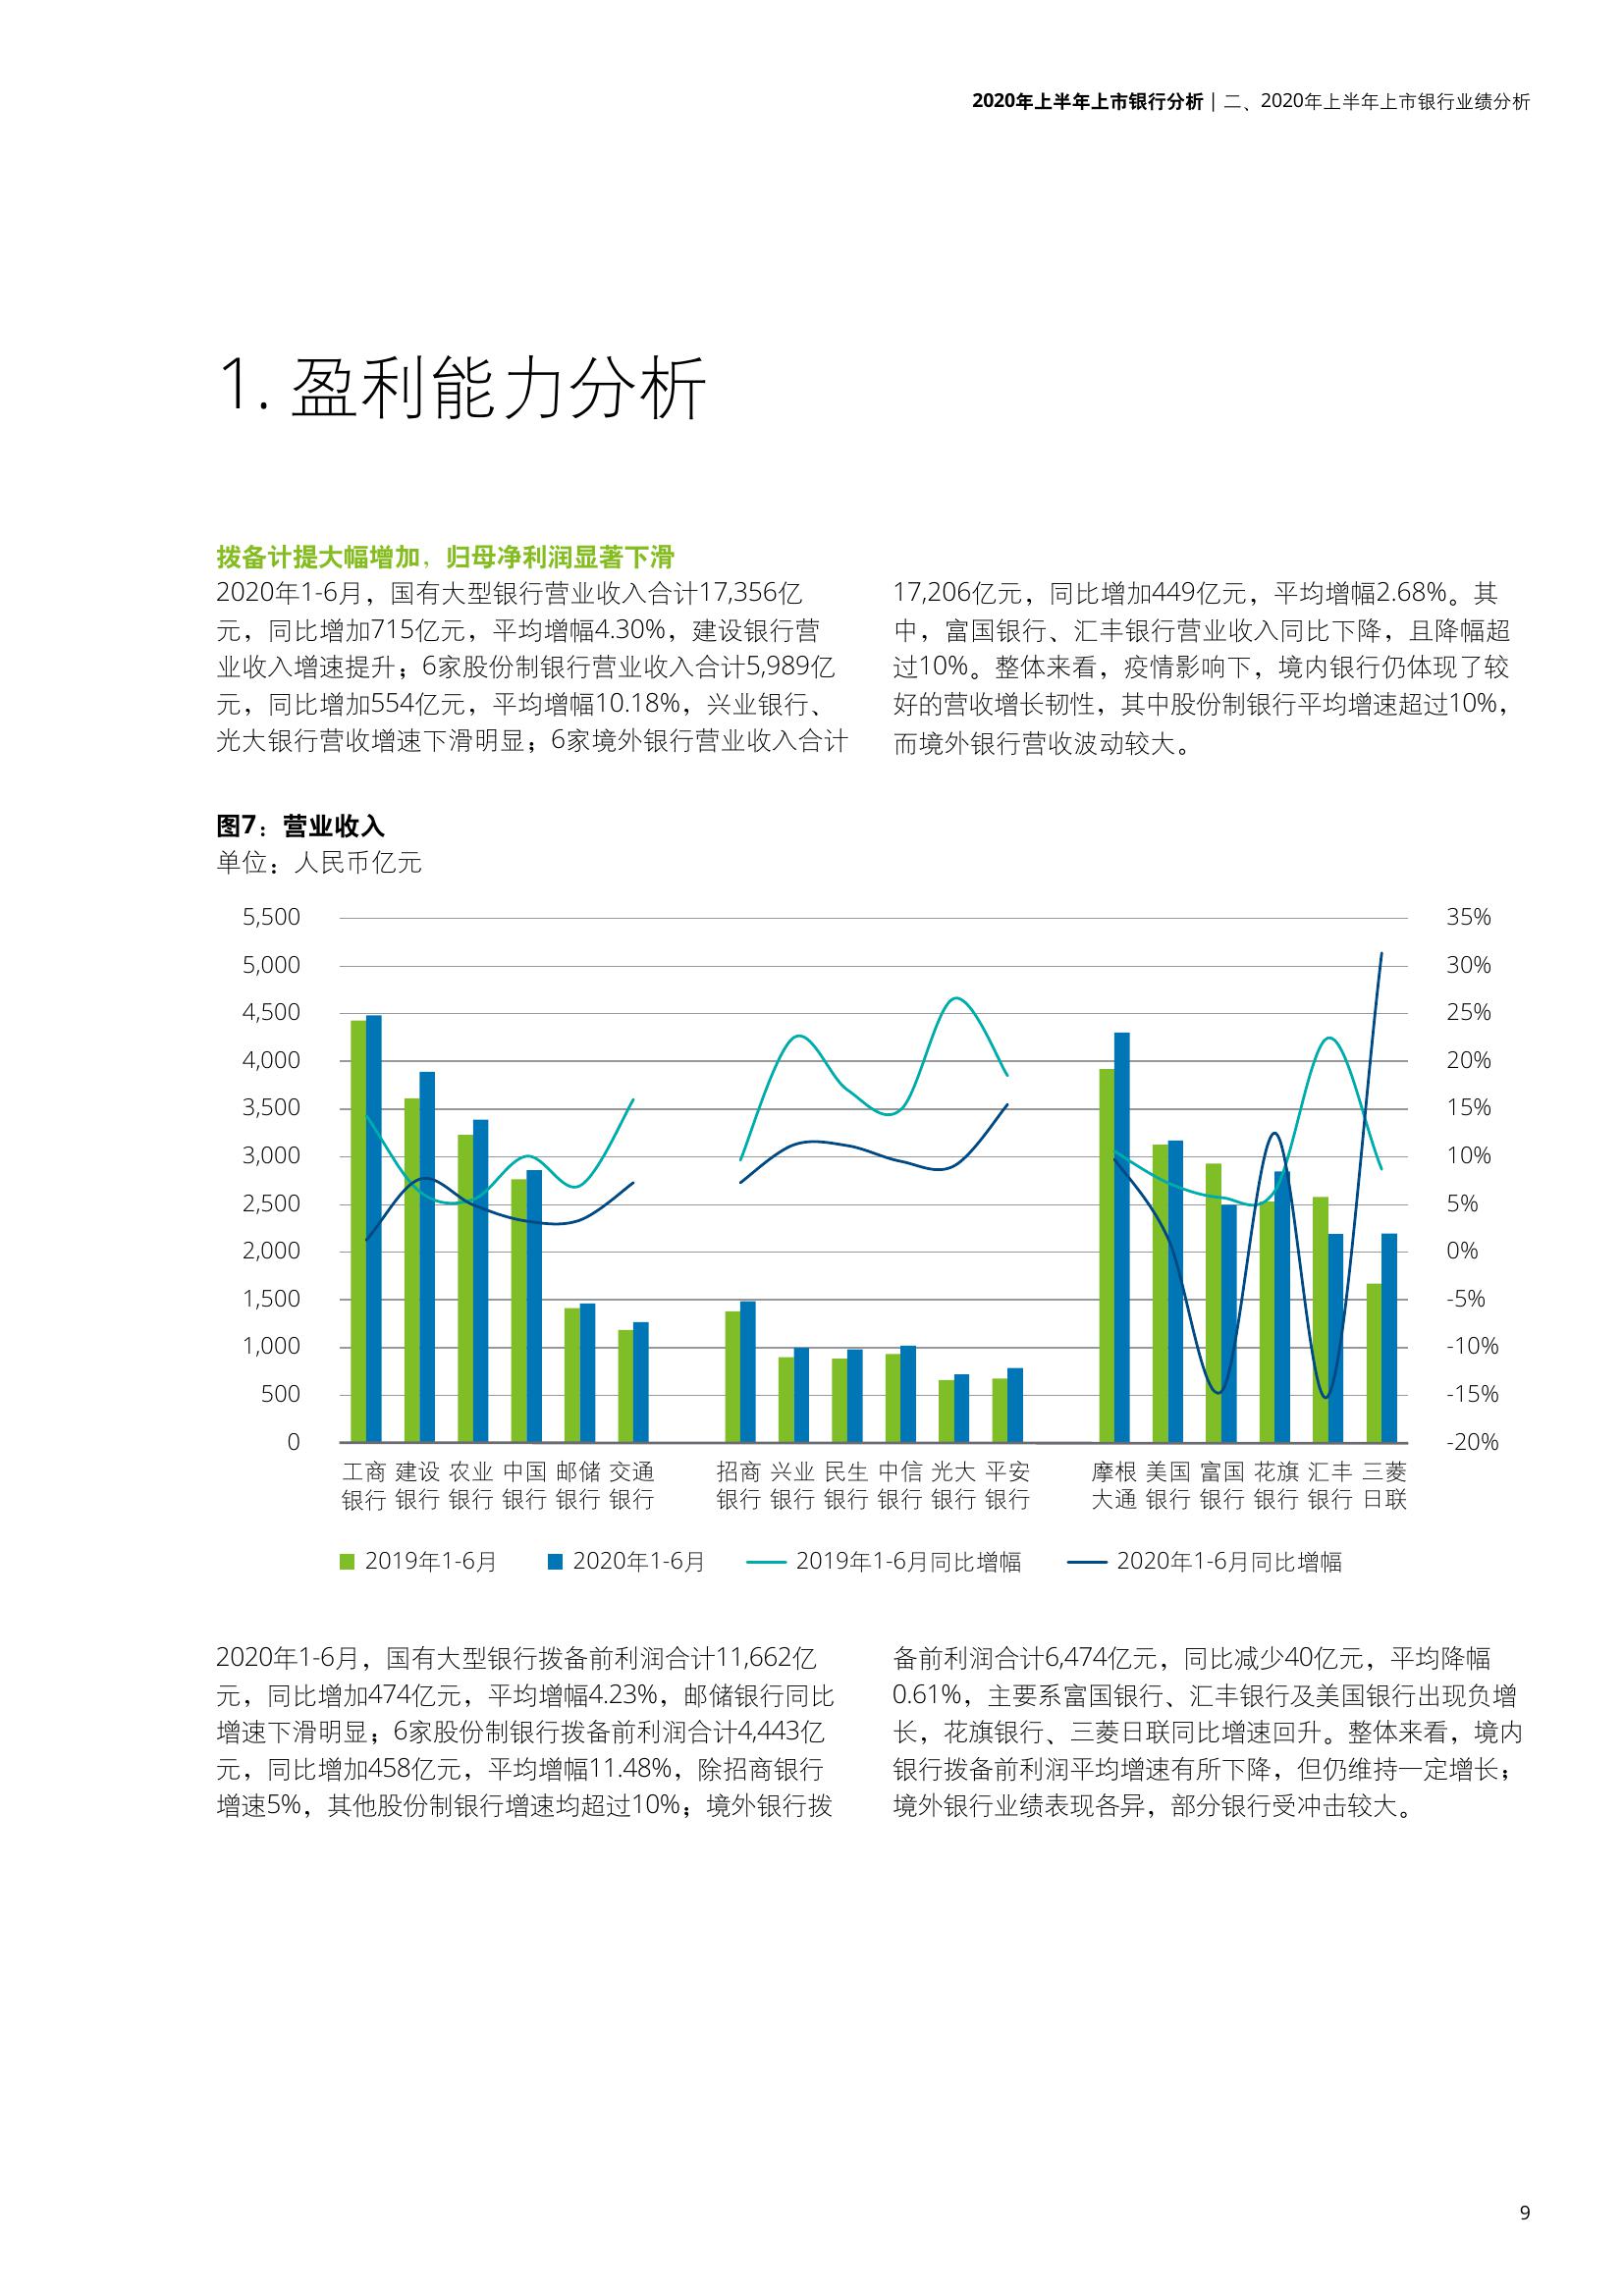 2020年上半年上市银行分析 | 二、2020年上半年上市银行业绩分析
1. 盈利能力分析
拨备计提大幅增加，归母净利润显著下滑
2020年1-6月，国有大型银行营业收入合计17,356亿
元，同比增加715亿元，平均增幅4.30%，建设银行营
业收入增速提升；6家股份制银行营业收入合计5,989亿
元，同比增加554亿元，平均增幅10.18%，兴业银行、
光大银行营收增速下滑明显；6家境外银行营业收入合计
17,206亿元，同比增加449亿元，平均增幅2.68%。其
中，富国银行、汇丰银行营业收入同比下降，且降幅超
过10%。整体来看，疫情影响下，境内银行仍体现了较
好的营收增长韧性，其中股份制银行平均增速超过10%，
而境外银行营收波动较大。
图7：营业收入
单位：人民币亿元
5,500 35%
5,000 30%
4,500 25%
4,000 20%
3,500 15%
3,000 10%
2,500 5%
2,000 0%
1,500 -5%
1,000 -10%
500 -15%
0 -20%
工商 建设 农业 中国 邮储 交通 招商 兴业 民生 中信 光大 平安 摩根 美国 富国 花旗 汇丰 三菱
银行 银行 银行 银行 银行 银行 银行 银行 银行 银行 银行 银行 大通 银行 银行 银行 银行 日联
2019年1-6月 2020年1-6月 2019年1-6月同比增幅 2020年1-6月同比增幅
2020年1-6月，国有大型银行拨备前利润合计11,662亿
元，同比增加474亿元，平均增幅4.23%，邮储银行同比
增速下滑明显；6家股份制银行拨备前利润合计4,443亿
元，同比增加458亿元，平均增幅11.48%，除招商银行
增速5%，其他股份制银行增速均超过10%；境外银行拨
备前利润合计6,474亿元，同比减少40亿元，平均降幅
0.61%，主要系富国银行、汇丰银行及美国银行出现负增
长，花旗银行、三菱日联同比增速回升。整体来看，境内
银行拨备前利润平均增速有所下降，但仍维持一定增长；
境外银行业绩表现各异，部分银行受冲击较大。
9